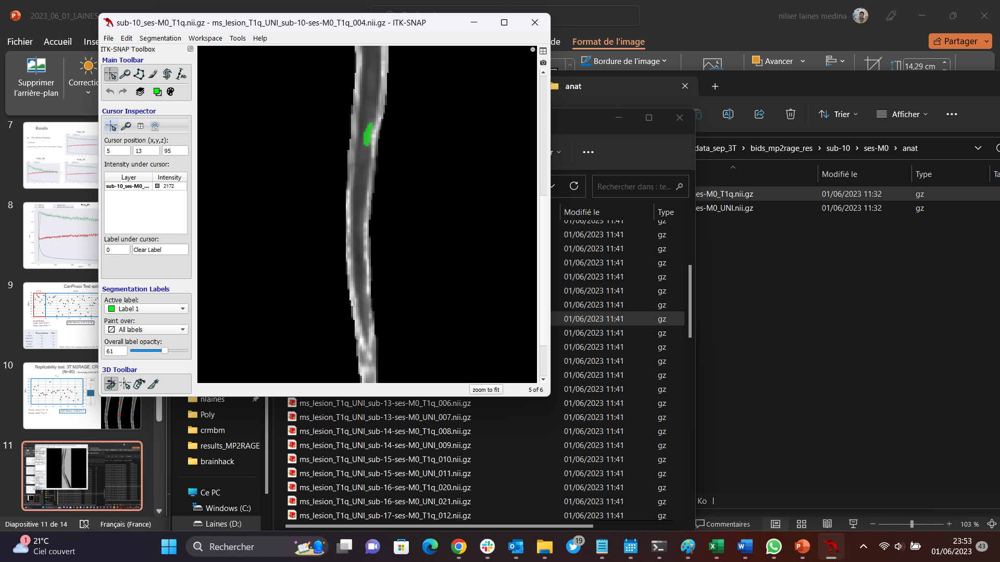 2023_06_01_LAINES
nilser laines medina
Fichier
Accueil
de
Format de l'image
Partager
Supprimer
l'arrière-plan
Bordure de l'image
Avancer
14,29 cm
sub-10_ses-M0_T1q.nii.gz - ms_lesion_T1q_UNI_sub-10-ses-M0_T1q_004.nii.gz - ITK-SNAP
File
Edit
Segmentation
Workspace
Tools
Help
ITK-SNAP Toolbox
Main Toolbar
Cursor Inspector
Cursor position (x,y,z):
5
13
95
Intensity under cursor:
Layer
Intensity
sub-10_ses-M0_...
2172
Label under cursor:
0
Clear Label
Segmentation Labels
Active label:
Label 1
Paint over:
All labels
Overall label opacity:
61
3D Toolbar
zoom to fit
5 of 6
7
Results
8
9
CanProco Test split
10
Replicability test: 3T M2RAGE, CR
(N=40)
11
anat
Trier
Afficher
data_sep_3T > bids_mp2rage_res > sub-10 > ses-M0 > anat
Modifié le
Type
Ta
es-M0_T1q.nii.gz
01/06/2023 11:32
gz
es-M0_UNI.nii.gz
01/06/2023 11:32
gz
Rechercher dans : te...
Modifié le
Type
01/06/2023 11:41
gz
01/06/2023 11:41
gz
01/06/2023 11:41
gz
01/06/2023 11:41
gz
01/06/2023 11:41
gz
01/06/2023 11:41
gz
01/06/2023 11:41
gz
01/06/2023 11:41
gz
01/06/2023 11:41
gz
01/06/2023 11:41
gz
01/06/2023 11:41
gz
01/06/2023 11:41
gz
01/06/2023 11:41
gz
ms_lesion_T1q_UNI_sub-13-ses-M0_T1q_006.nii.gz
01/06/2023 11:41
gz
ms_lesion_T1q_UNI_sub-13-ses-M0_UNI_007.nii.gz
01/06/2023 11:41
gz
ms_lesion_T1q_UNI_sub-14-ses-M0_T1q_008.nii.gz
01/06/2023 11:41
gz
ms_lesion_T1q_UNI_sub-14-ses-M0_UNI_009.nii.gz
01/06/2023 11:41
gz
ms_lesion_T1q_UNI_sub-15-ses-M0_T1q_010.nii.gz
01/06/2023 11:41
gz
ms_lesion_T1q_UNI_sub-15-ses-M0_UNI_011.nii.gz
01/06/2023 11:41
gz
ms_lesion_T1q_UNI_sub-16-ses-M0_T1q_020.nii.gz
01/06/2023 11:41
gz
ms_lesion_T1q_UNI_sub-16-ses-M0_UNI_021.nii.gz
01/06/2023 11:41
gz
ms_lesion_T1q_UNI_sub-17-ses-M0_T1q_012.nii.gz
01/06/2023 11:41
gz
nlaines
Poly
crmbm
results_MP2RAGE
brainhack
Ce PC
Windows (C:)
Laines (D:)
Ko
Diapositive 11 de 14
Français (France)
Commentaires
103 %
1
21°C
Ciel couvert
Rechercher
19
23:53
01/06/2023
43